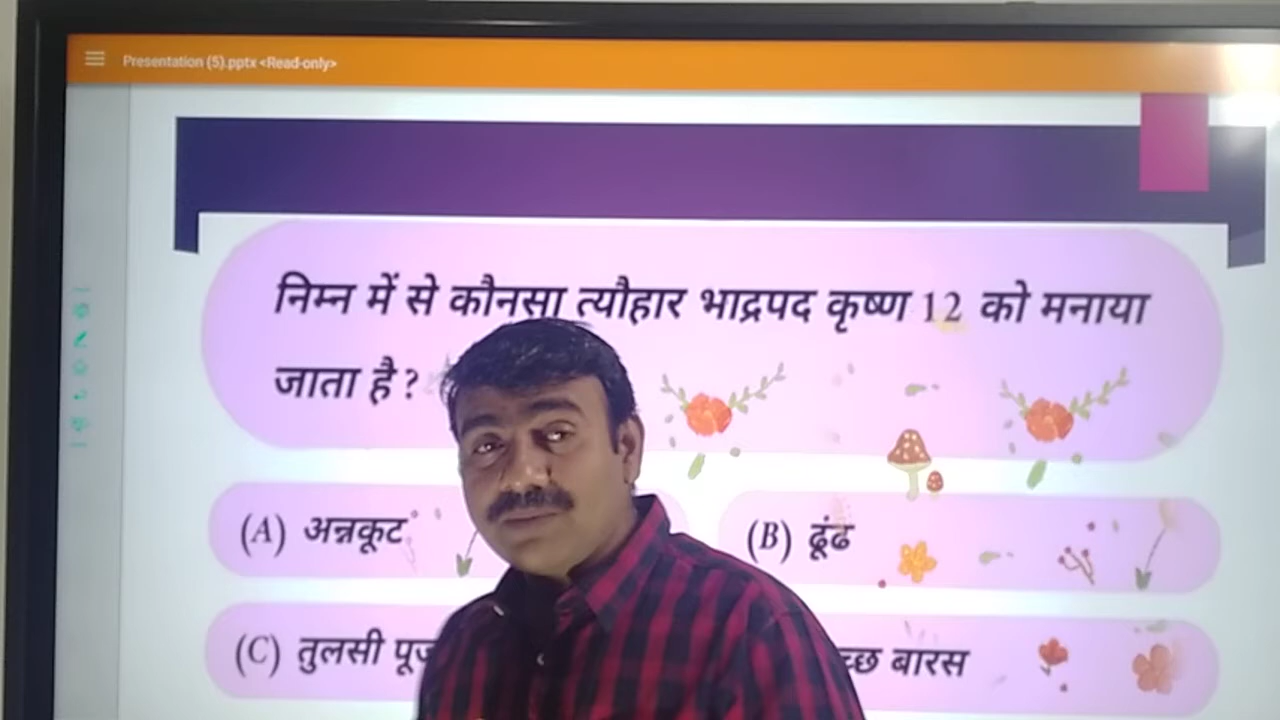 Presentation (5).pptx <Read-only>
निम्न में से कौनसा त्यौहार भाद्रपद कृष्ण 12 को मनाया
जाता है?
(A) अन्नकूट
(B) ढूंढ
(C) तुलसी
बारस